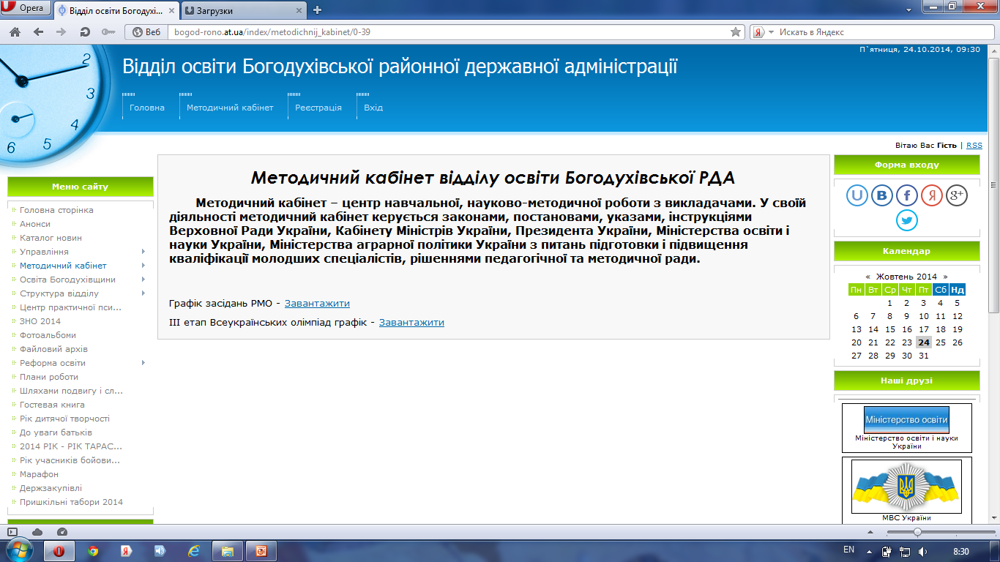 Opera
Відділ освіти Богодухі...
Загрузки
Веб
bogod-rono.at.ua/index/metodichnij_kabinet/0-39
Искать в Яндекс
П`ятниця, 24.10.2014, 09:30
Відділ освіти Богодухівської районної державної адміністрації
Головна
Методичний кабінет
Реєстрація
Вхід
2
3
4
5
6
Вітаю Вас Гість | RSS
Меню сайту
Головна сторінка
Анонси
Каталог новин
Управління
Методичний кабінет
Освіта Богодухівщини
Структура відділу
Центр практичної пси...
ЗНО 2014
Фотоальбоми
Файловий архів
Реформа освіти
Плани роботи
Шляхами подвигу і сл...
Гостевая книга
Рік дитячої творчості
До уваги батьків
2014 РІК - РІК ТАРАС...
Рік учасників бойови...
Марафон
Держзакупівлі
Пришкільні табори 2014
Методичний кабінет відділу освіти Богодухівської РДА
Методичний кабінет – центр навчальної, науково-методичної роботи з викладачами. У своїй
діяльності методичний кабінет керується законами, постановами, указами, інструкціями
Верховної Ради України, Кабінету Міністрів України, Президента України, Міністерства освіти і
науки України, Міністерства аграрної політики України з питань підготовки і підвищення
кваліфікації молодших спеціалістів, рішеннями педагогічної та методичної ради.
Графік засідань РМО - Завантажити
ІІІ етап Всеукраїнських олімпіад графік - Завантажити
Форма входу
Календар
« Жовтень 2014 »
Пн Вт Ср Чт Пт Сб Нд
1 2 3 4 5
6 7 8 9 10 11 12
13 14 15 16 17 18 19
20 21 22 23 24 25 26
27 28 29 30 31
Наші друзі
Міністерство освіти
Міністерство освіти і науки
України
МВС України
EN
8:30